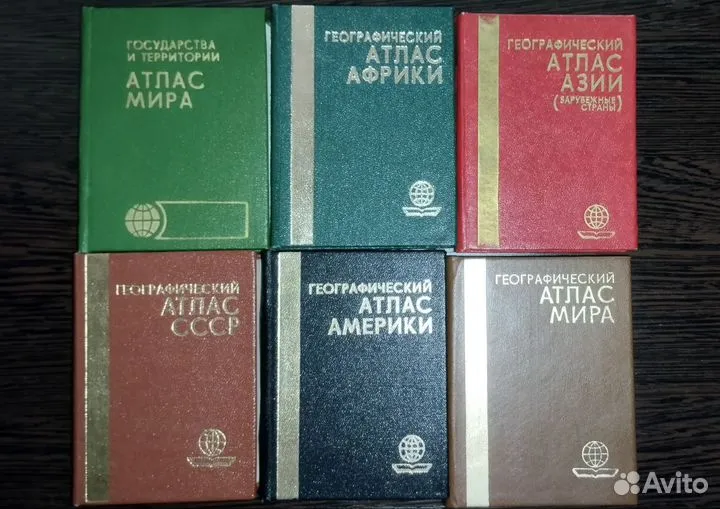 ГОСУДАРСТВА
И ТЕРРИТОРИИ
АТЛАС
МИРА
ГЕОГРАФИЧЕСКИЙ
АТЛАС
АФРИКИ
ГЕОГРАФИЧЕСКИЙ
АТЛАС
АЗИИ
(ЗАРУБЕЖНЫЕ
СТРАНЫ)
ГЕОГРАФИЧЕСКИЙ
АТЛАС
СССР
ГЕОГРАФИЧЕСКИЙ
АТЛАС
АМЕРИКИ
ГЕОГРАФИЧЕСКИЙ
АТЛАС
МИРА
Avito